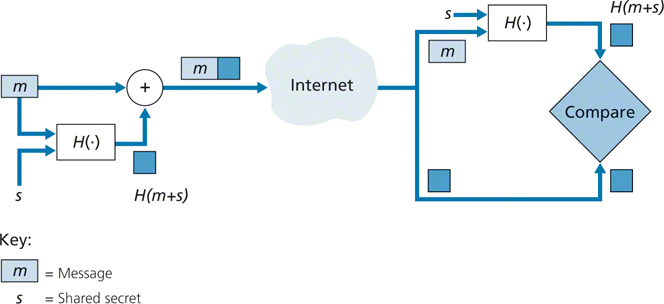 m
s
H(·)
H(m+s)
+
m
Internet
s
m
H(·)
H(m+s)
Compare
Key:
m = Message
s = Shared secret